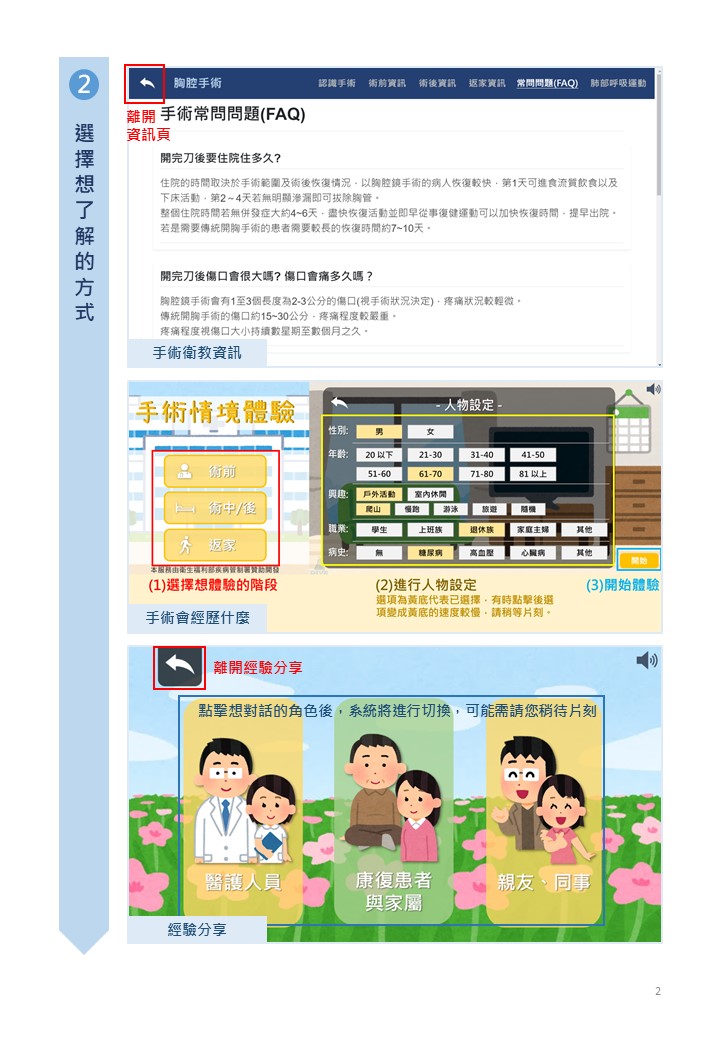 2
選擇想了解的方式
胸腔手術
認識手術 術前資訊 術後資訊 返家資訊 常問問題(FAQ) 肺部呼吸運動
離開
資訊頁
手術常問問題(FAQ)
開完刀後要住院住多久?
住院的時間取決於手術範圍及術後恢復情況，以胸腔鏡手術的病人恢復較快，第1天可進食流質飲食以及
下床活動，第2～4天若無明顯滲漏即可拔除胸管。
整個住院時間若無併發症大約4~6天，盡快恢復活動並即早從事復健運動可以加快恢復時間，提早出院。
若是需要傳統開胸手術的患者需要較長的恢復時間約7~10天。
開完刀後傷口會很大嗎? 傷口會痛多久嗎？
胸腔鏡手術會有1至3個長度為2-3公分的傷口(視手術狀況決定)，疼痛狀況較輕微。
傳統開胸手術的傷口約15~30公分，疼痛程度較嚴重。
疼痛程度視傷口大小持續數星期至數個月之久。
手術衛教資訊
手術情境體驗
術前
術中/後
返家
本服務由衛生福利部疾病管制署贊助開發
(1)選擇想體驗的階段
- 人物設定 -
性別: 男 女
年齡: 20 以下 21-30 31-40 41-50
51-60 61-70 71-80 81 以上
興趣: 戶外活動 室內休閒
爬山 慢跑 游泳 旅遊 隨機
職業: 學生 上班族 退休族 家庭主婦 其他
病史: 無 糖尿病 高血壓 心臟病 其他
開始
(2)進行人物設定
選項為黃底代表已選擇，有時點擊後選
項變成黃底的速度較慢，請稍等片刻。
(3)開始體驗
手術會經歷什麼
離開經驗分享
點擊想對話的角色後，系統將進行切換，可能需請您稍待片刻
醫護人員
康復患者
與家屬
親友、同事
經驗分享
2